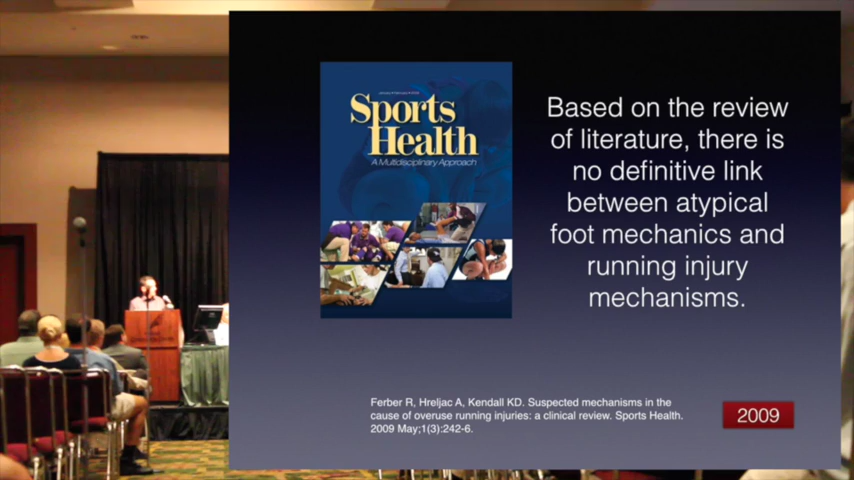 Sports
Health
A Multidisciplinary Approach
Based on the review
of literature, there is
no definitive link
between atypical
foot mechanics and
running injury
mechanisms.
Ferber R, Hreljac A, Kendall KD. Suspected mechanisms in the
cause of overuse running injuries: a clinical review. Sports Health.
2009 May;1(3):242-6.
2009